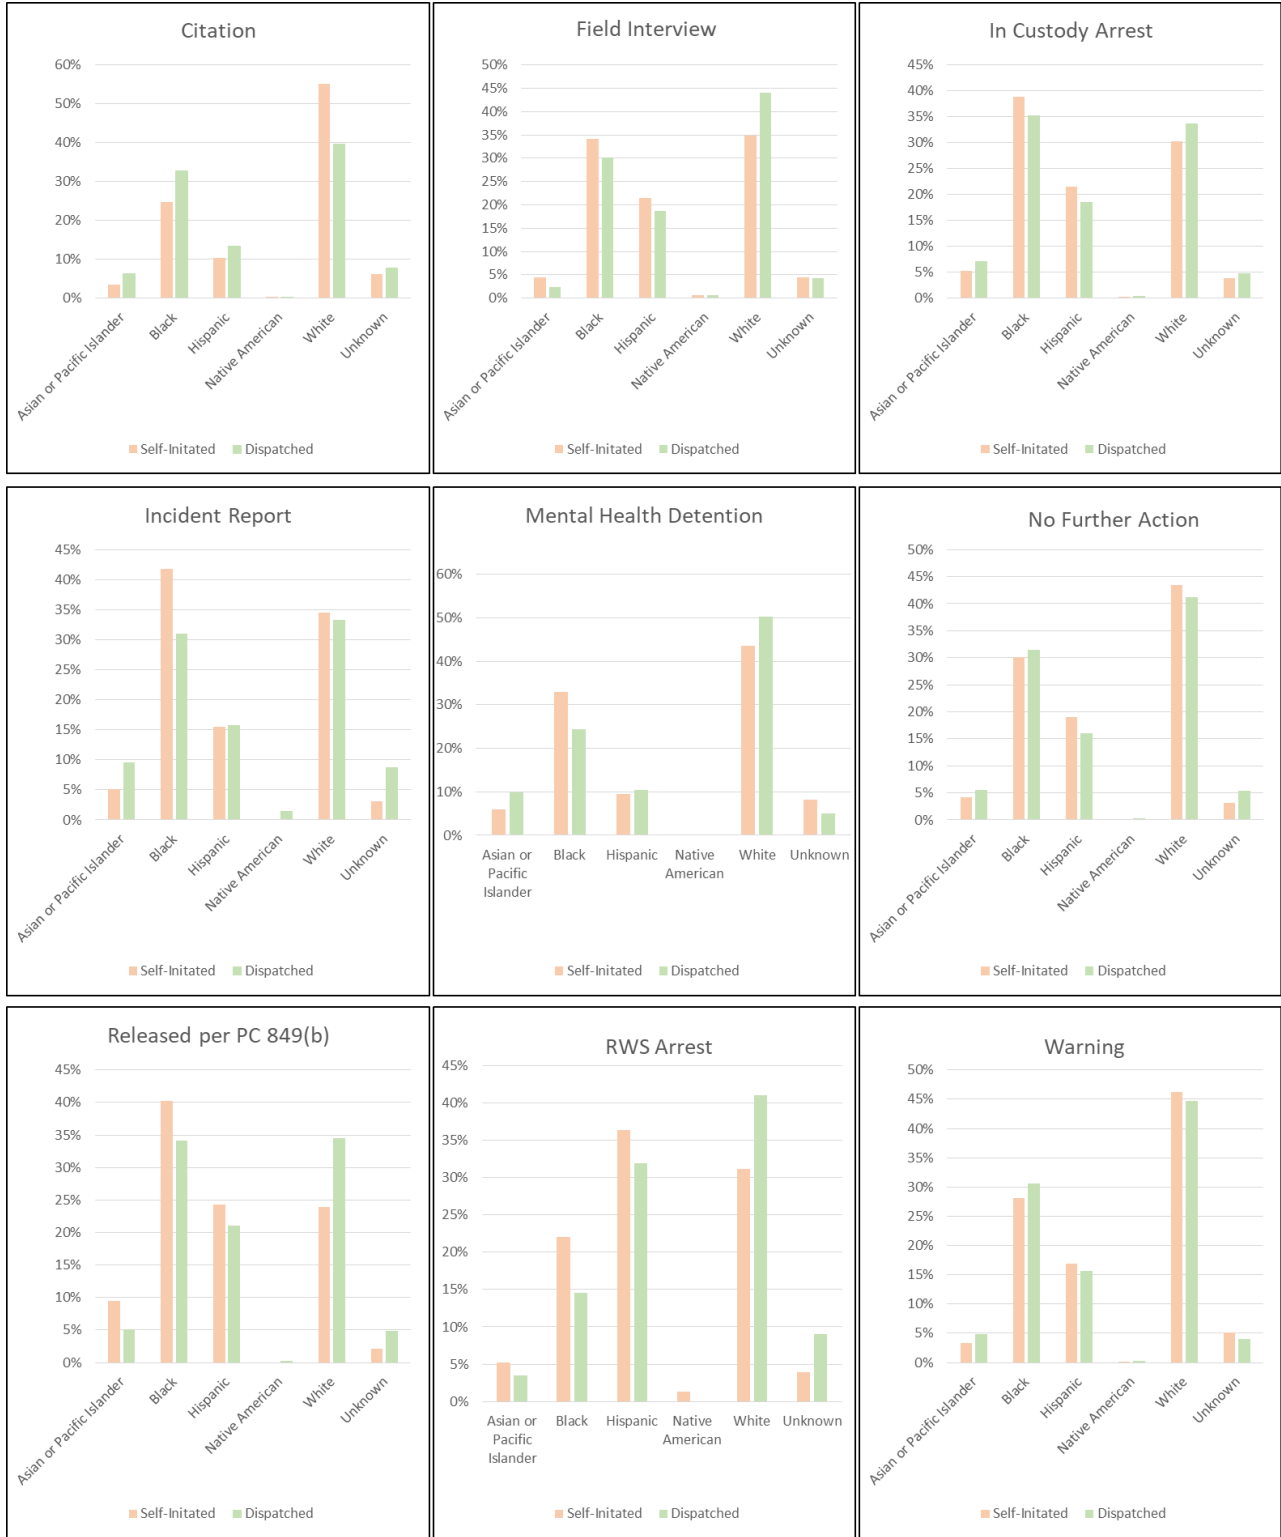 Citation
60%
50%
40%
30%
20%
10%
0%
Asian or Pacific Islander
Black
Hispanic
Native American
White
Unknown
Self-Initated Dispatched
Field Interview
50%
45%
40%
35%
30%
25%
20%
15%
10%
5%
0%
Asian or Pacific Islander
Black
Hispanic
Native American
White
Unknown
Self-Initated Dispatched
In Custody Arrest
45%
40%
35%
30%
25%
20%
15%
10%
5%
0%
Asian or Pacific Islander
Black
Hispanic
Native American
White
Unknown
Self-Initated Dispatched
Incident Report
45%
40%
35%
30%
25%
20%
15%
10%
5%
0%
Asian or Pacific Islander
Black
Hispanic
Native American
White
Unknown
Self-Initated Dispatched
Mental Health Detention
60%
50%
40%
30%
20%
10%
0%
Asian or
Pacific
Islander
Black
Hispanic
Native
American
White
Unknown
Self-Initated Dispatched
No Further Action
50%
45%
40%
35%
30%
25%
20%
15%
10%
5%
0%
Asian or Pacific Islander
Black
Hispanic
Native American
White
Unknown
Self-Initated Dispatched
Released per PC 849(b)
45%
40%
35%
30%
25%
20%
15%
10%
5%
0%
Asian or Pacific Islander
Black
Hispanic
Native American
White
Unknown
Self-Initated Dispatched
RWS Arrest
45%
40%
35%
30%
25%
20%
15%
10%
5%
0%
Asian or
Pacific
Islander
Black
Hispanic
Native
American
White
Unknown
Self-Initated Dispatched
Warning
50%
45%
40%
35%
30%
25%
20%
15%
10%
5%
0%
Asian or Pacific Islander
Black
Hispanic
Native American
White
Unknown
Self-Initated Dispatched